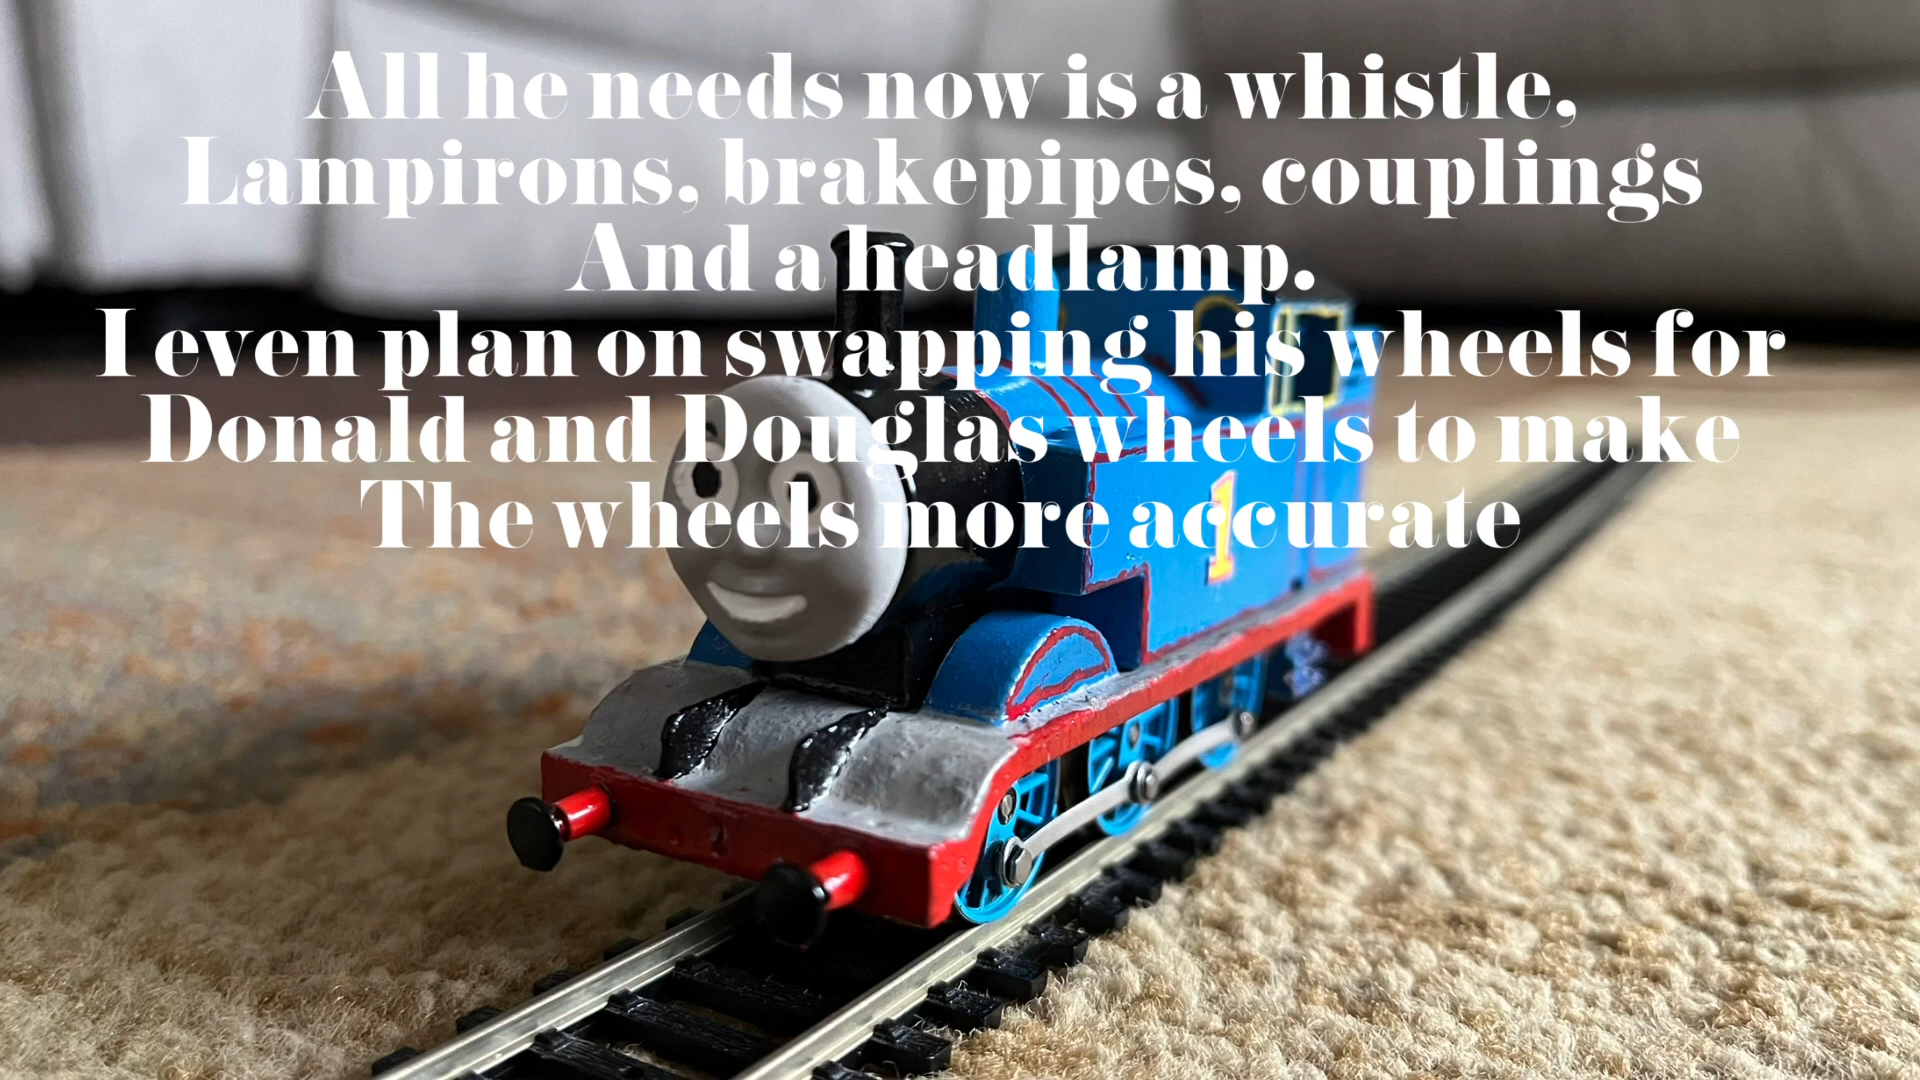 All he needs now is a whistle,
Lampirons, brakepipes, couplings
And a headlamp.
I even plan on swapping his wheels for
Donald and Douglas wheels to make
The wheels more accurate
1